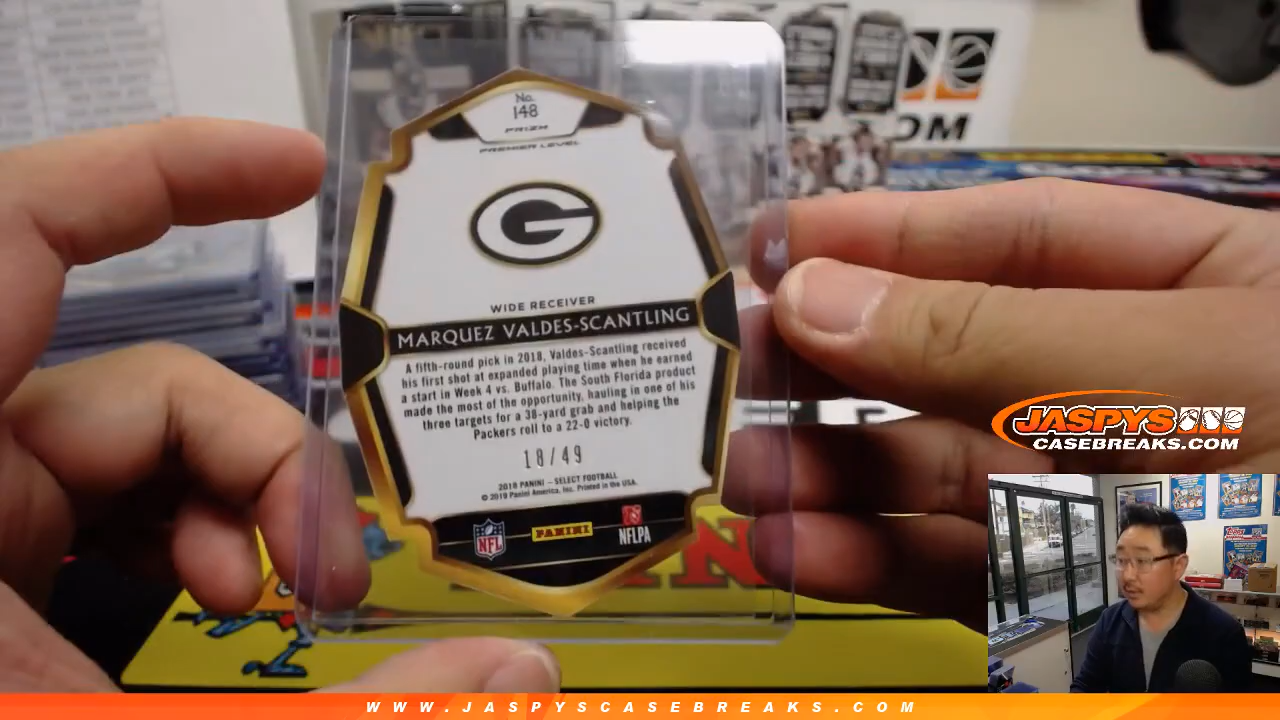 No.
148
PRIZM
PREMIER LEVEL
G
WIDE RECEIVER
MARQUEZ VALDES-SCANTLING
A fifth-round pick in 2018, Valdes-Scantling received
his first shot at expanded playing time when he earned
a start in Week 4 vs. Buffalo. The South Florida product
made the most of the opportunity, hauling in one of his
three targets for a 38-yard grab and helping the
Packers roll to a 22-0 victory.
18/49
2018 PANINI – SELECT FOOTBALL
© 2019 Panini America, Inc. Printed in the USA.
NFL
PANINI
NFLPA
.COM
JASPYS
CASEBREAKS.COM
WWW.JASPYSCASEBREAKS.COM